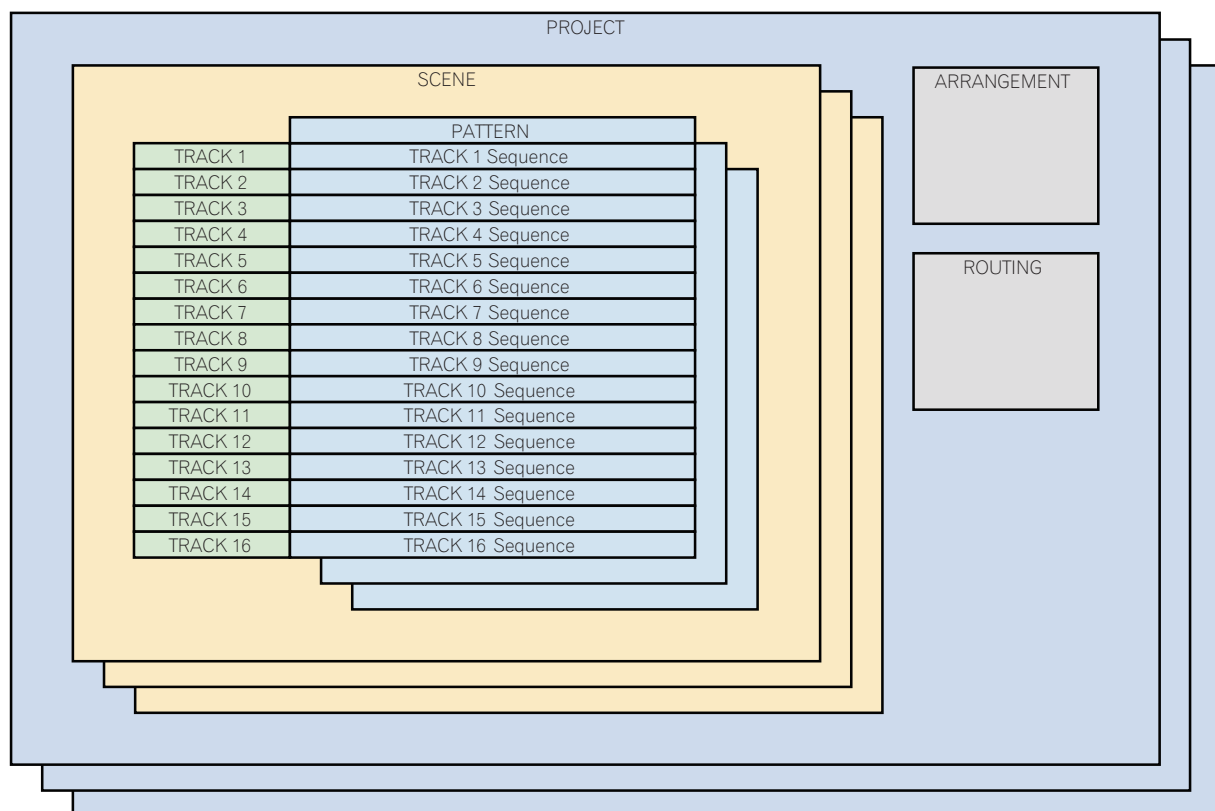 PROJECT
SCENE
ARRANGEMENT
PATTERN
TRACK 1 TRACK 1 Sequence
TRACK 2 TRACK 2 Sequence
TRACK 3 TRACK 3 Sequence
TRACK 4 TRACK 4 Sequence
TRACK 5 TRACK 5 Sequence
ROUTING
TRACK 6 TRACK 6 Sequence
TRACK 7 TRACK 7 Sequence
TRACK 8 TRACK 8 Sequence
TRACK 9 TRACK 9 Sequence
TRACK 10 TRACK 10 Sequence
TRACK 11 TRACK 11 Sequence
TRACK 12 TRACK 12 Sequence
TRACK 13 TRACK 13 Sequence
TRACK 14 TRACK 14 Sequence
TRACK 15 TRACK 15 Sequence
TRACK 16 TRACK 16 Sequence